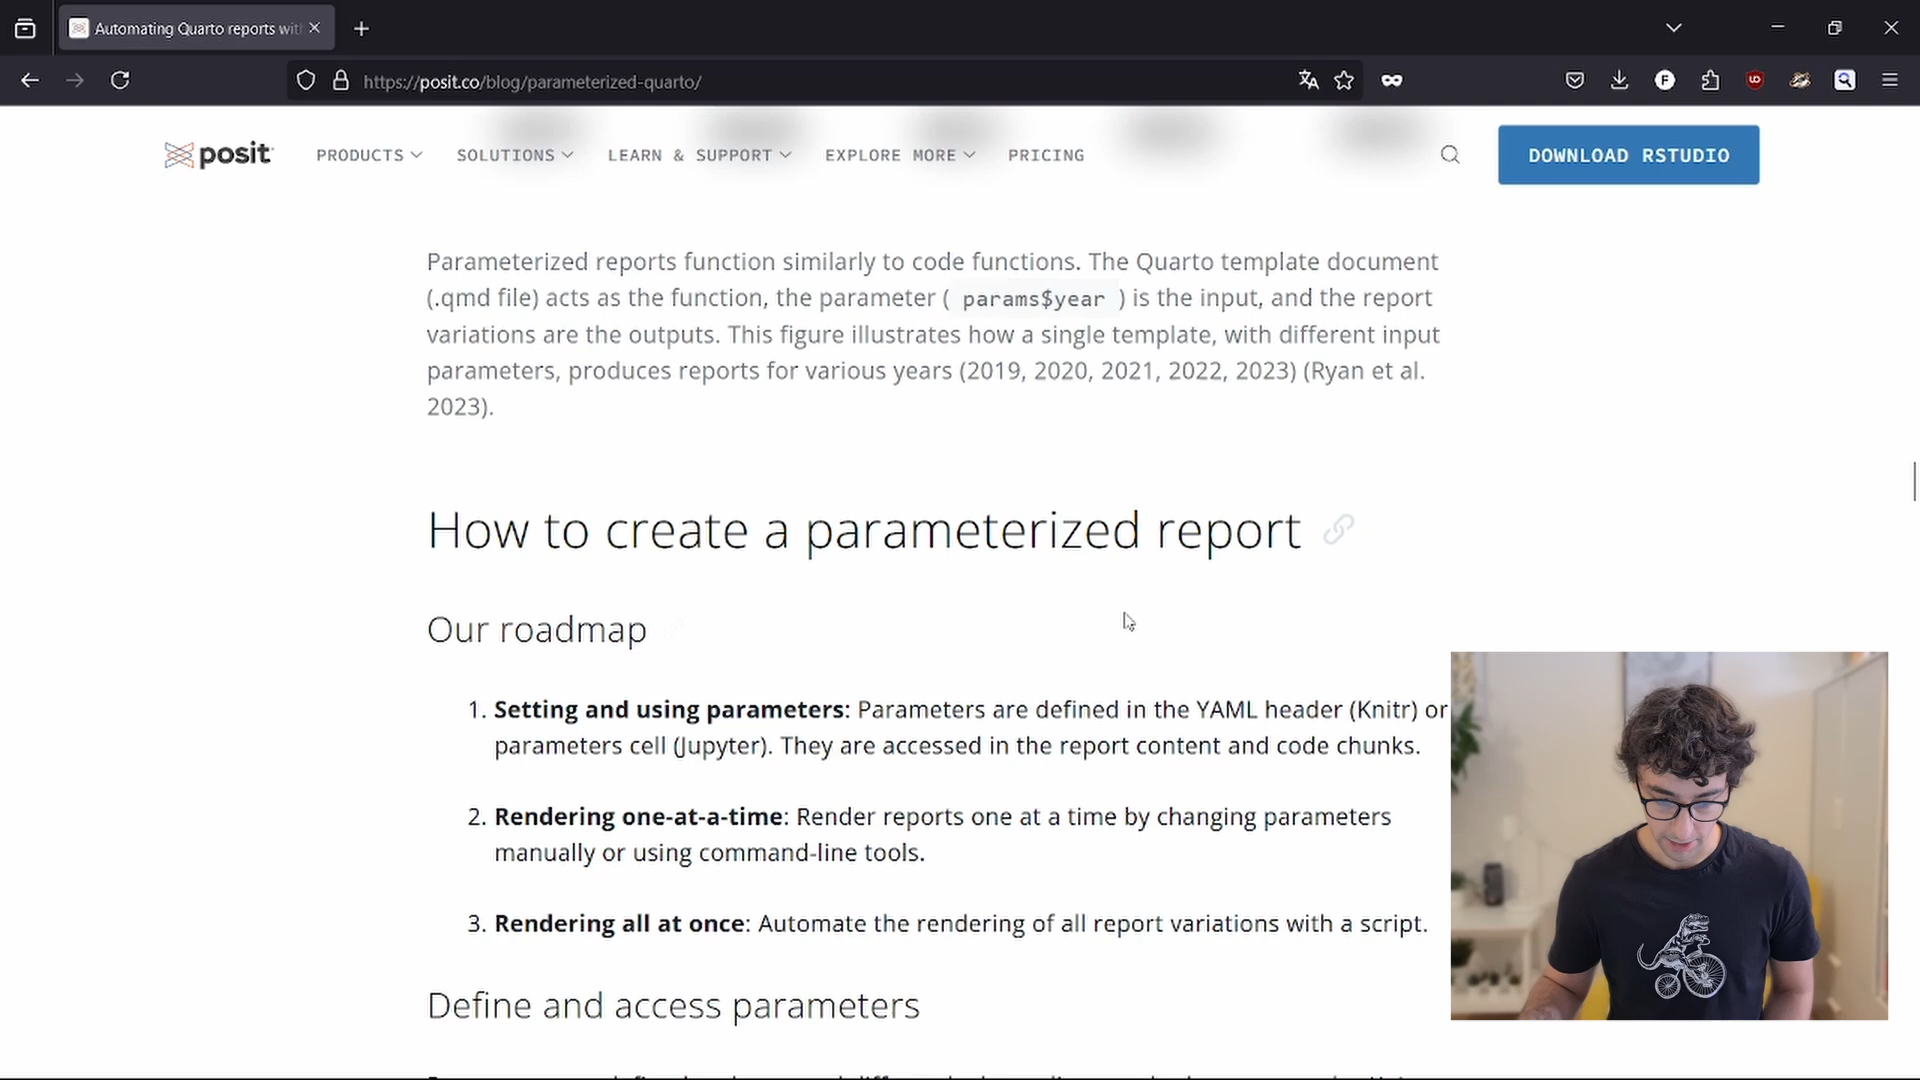 Automating Quarto reports wit
https://posit.co/blog/parameterized-quarto/
posit
PRODUCTS
SOLUTIONS
LEARN & SUPPORT
EXPLORE MORE
PRICING
DOWNLOAD RSTUDIO
Parameterized reports function similarly to code functions. The Quarto template document
(.qmd file) acts as the function, the parameter ( params$year ) is the input, and the report
variations are the outputs. This figure illustrates how a single template, with different input
parameters, produces reports for various years (2019, 2020, 2021, 2022, 2023) (Ryan et al.
2023).
How to create a parameterized report
Our roadmap
1. Setting and using parameters: Parameters are defined in the YAML header (Knitr) or
parameters cell (Jupyter). They are accessed in the report content and code chunks.
2. Rendering one-at-a-time: Render reports one at a time by changing parameters
manually or using command-line tools.
3. Rendering all at once: Automate the rendering of all report variations with a script.
Define and access parameters